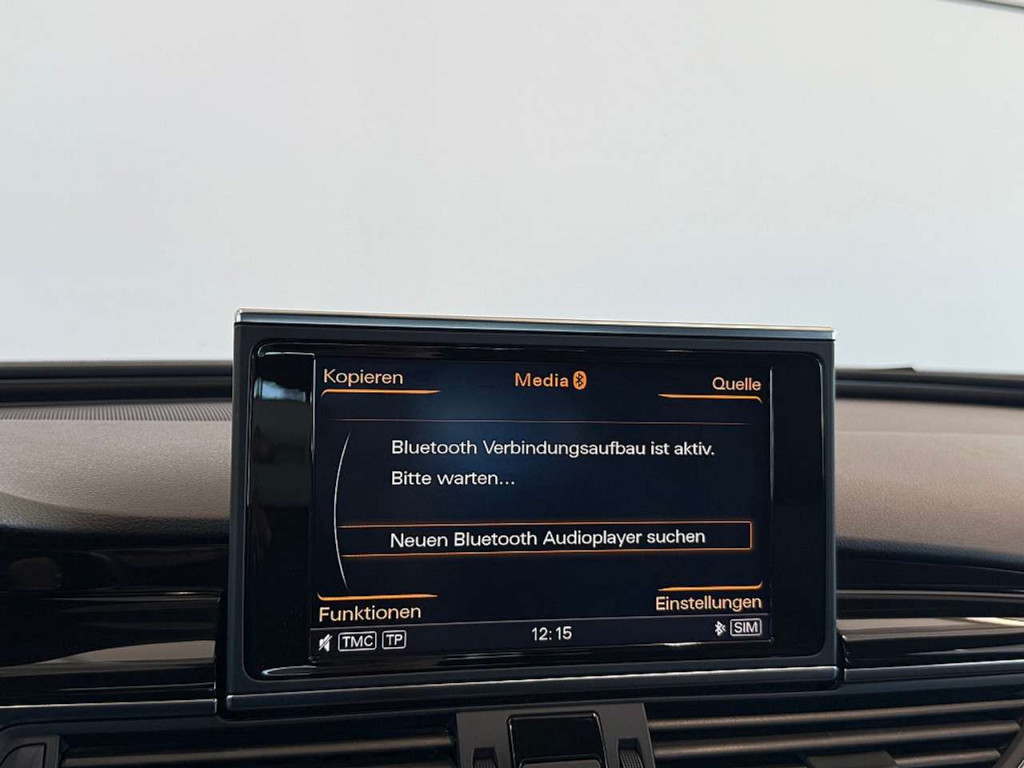 Kopieren
Media
Quelle
Bluetooth Verbindungsaufbau ist aktiv.
Bitte warten...
Neuen Bluetooth Audioplayer suchen
Funktionen
Einstellungen
TMC TP
12:15
SIM